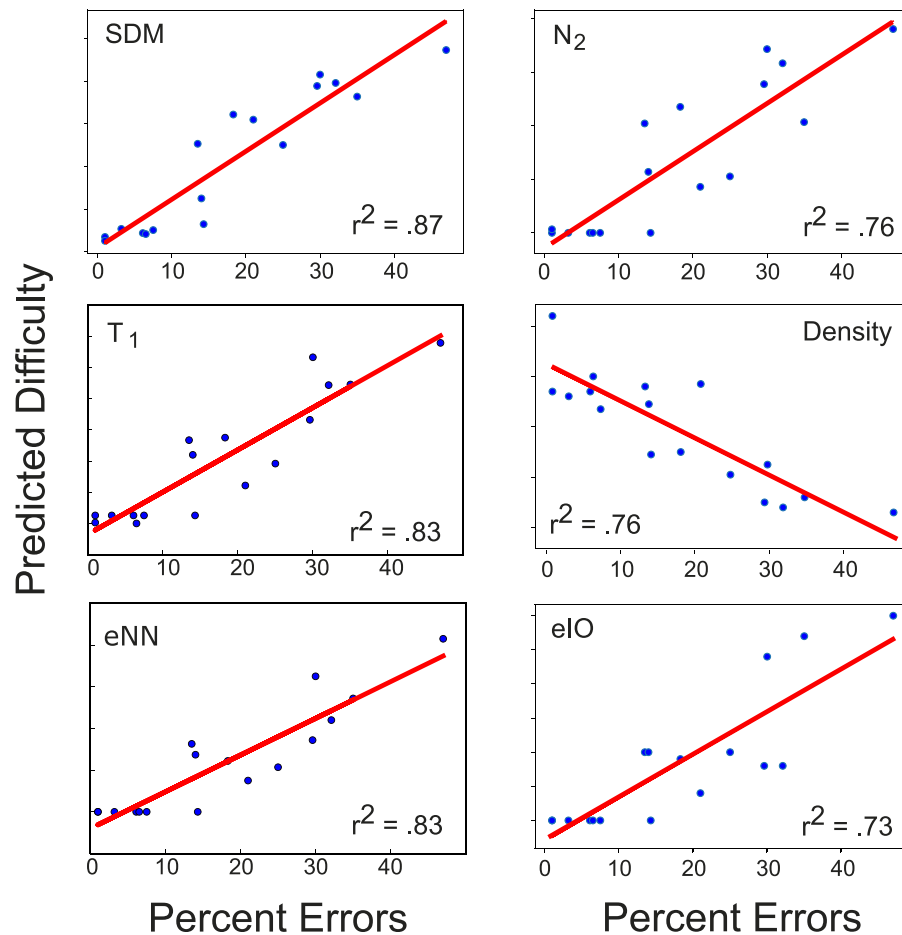 SDM
r² = .87
0 10 20 30 40
N₂
r² = .76
0 10 20 30 40
Predicted Difficulty
T₁
r² = .83
0 10 20 30 40
Density
r² = .76
0 10 20 30 40
eNN
r² = .83
0 10 20 30 40
eIO
r² = .73
0 10 20 30 40
Percent Errors
Percent Errors